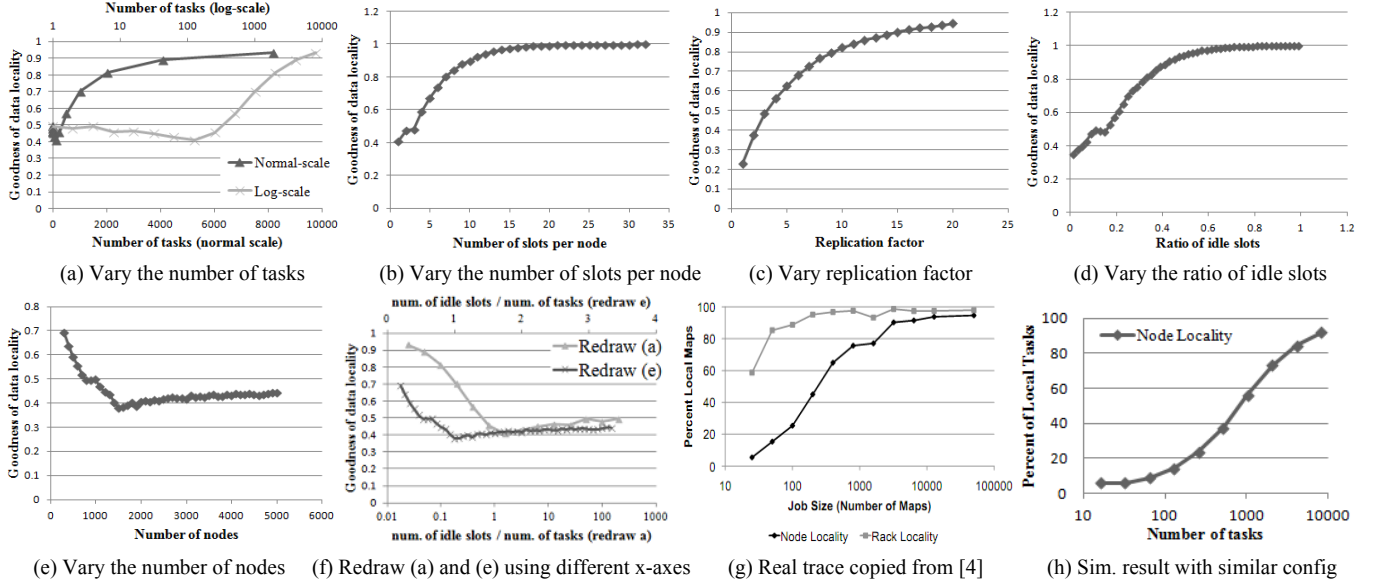 Number of tasks (log-scale)
1 10 100 1000 10000
Goodness of data locality
1
0.9
0.8
0.7
0.6
0.5
0.4
0.3
0.2
0.1
0
Normal-scale
Log-scale
0 2000 4000 6000 8000 10000
Number of tasks (normal scale)
(a) Vary the number of tasks
Goodness of data locality
1.2
1
0.8
0.6
0.4
0.2
0
0 5 10 15 20 25 30 35
Number of slots per node
(b) Vary the number of slots per node
Goodness of data locality
1
0.9
0.8
0.7
0.6
0.5
0.4
0.3
0.2
0.1
0
0 5 10 15 20 25
Replication factor
(c) Vary replication factor
Goodness of data locality
1.2
1
0.8
0.6
0.4
0.2
0
0 0.2 0.4 0.6 0.8 1 1.2
Ratio of idle slots
(d) Vary the ratio of idle slots
Goodness of data locality
0.8
0.7
0.6
0.5
0.4
0.3
0.2
0.1
0
0 1000 2000 3000 4000 5000 6000
Number of nodes
(e) Vary the number of nodes
num. of idle slots / num. of tasks (redraw e)
0 1 2 3 4
Goodness of data locality
1
0.9
0.8
0.7
0.6
0.5
0.4
0.3
0.2
0.1
0
Redraw (a)
Redraw (e)
0.01 0.1 1 10 100 1000
num. of idle slots / num. of tasks (redraw a)
(f) Redraw (a) and (e) using different x-axes
Percent Local Maps
100
80
60
40
20
0
10 100 1000 10000 100000
Job Size (Number of Maps)
Node Locality Rack Locality
(g) Real trace copied from [4]
Percent of Local Tasks
100
80
60
40
20
0
Node Locality
10 100 1000 10000
Number of tasks
(h) Sim. result with similar config